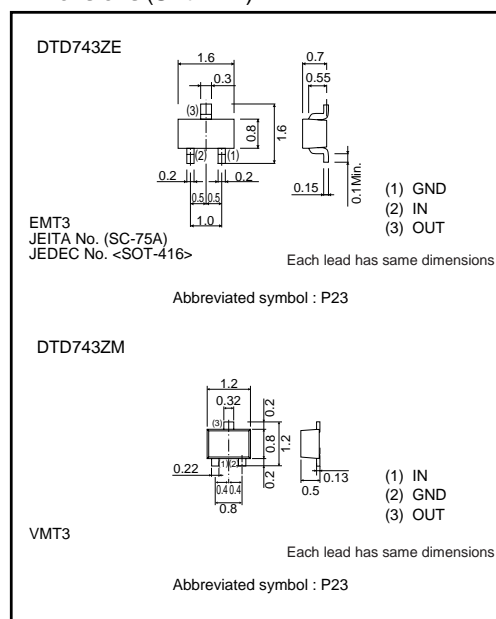 DTD743ZE
1.6
0.3
(3)
0.8
1.6
(2) (1)
0.2 0.2
0.5 0.5
1.0
0.7
0.55
0.15
0.1Min.
(1) GND
(2) IN
(3) OUT
EMT3
JEITA No. (SC-75A)
JEDEC No. <SOT-416>
Each lead has same dimensions
Abbreviated symbol : P23
DTD743ZM
1.2
0.32
(3)
0.2
0.8
1.2
0.2
(1)(2)
0.22
0.4 0.4
0.8
0.13
0.5
(1) IN
(2) GND
(3) OUT
VMT3
Each lead has same dimensions
Abbreviated symbol : P23